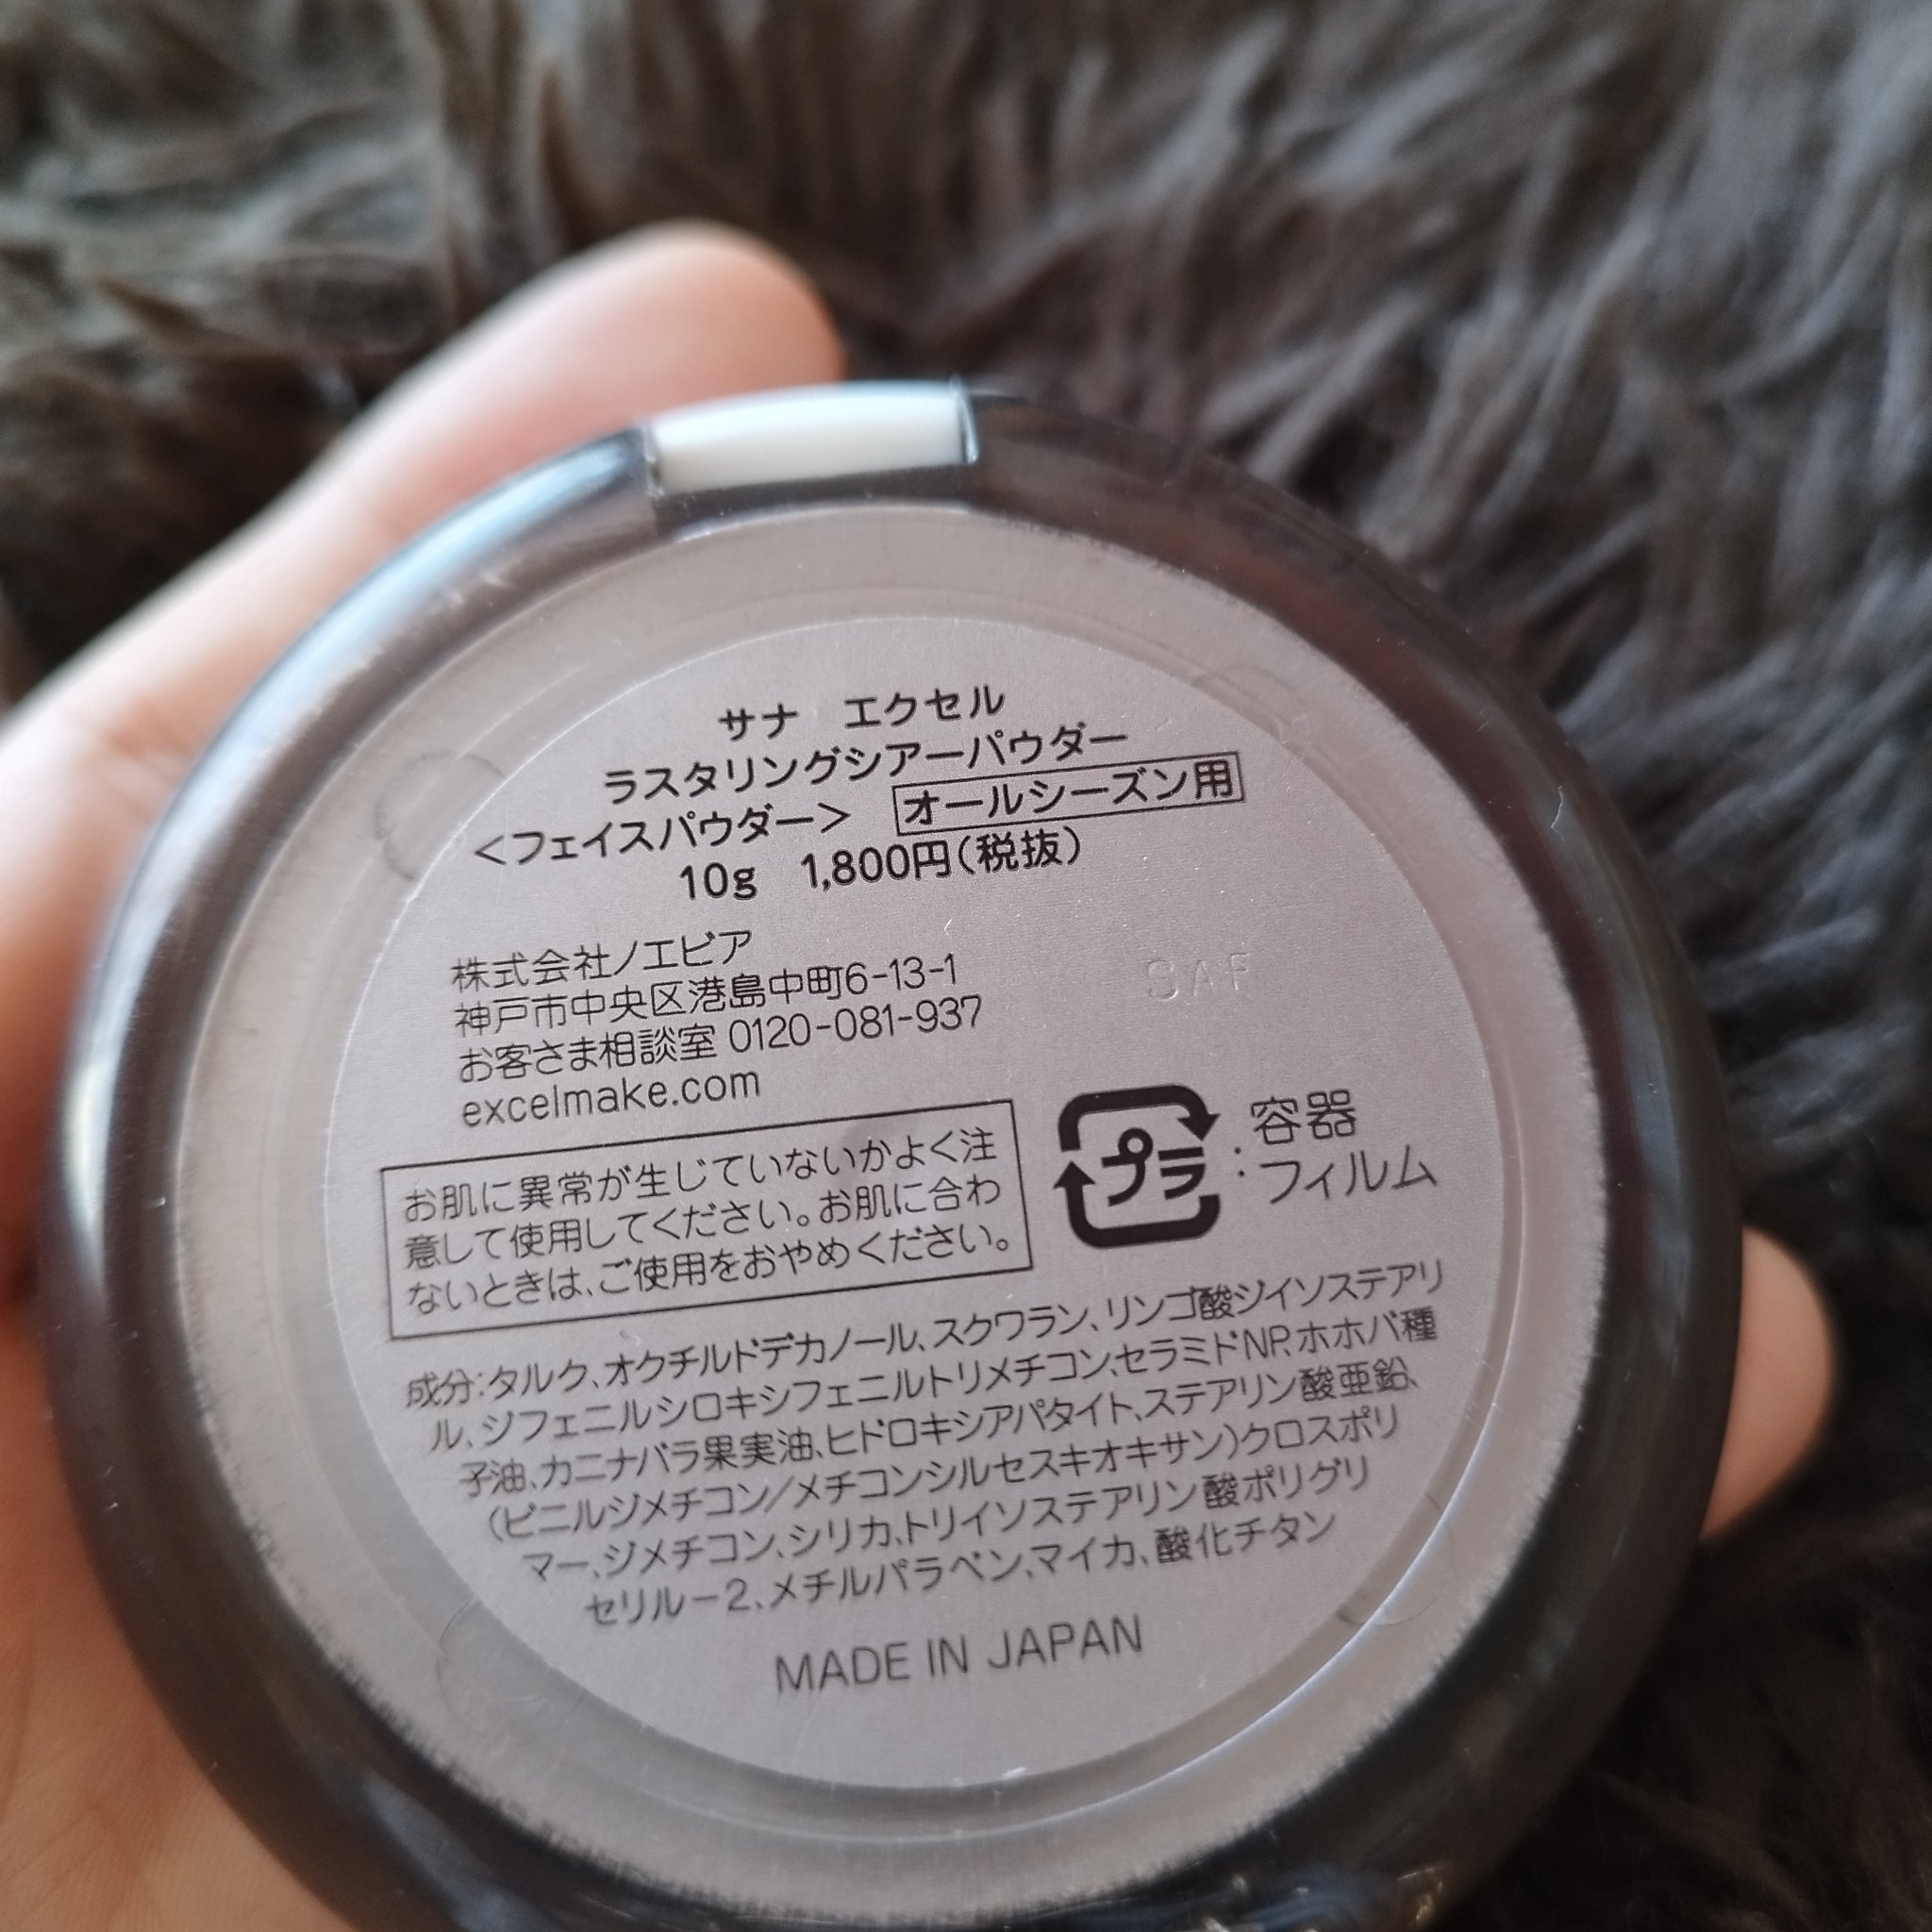 サナ エクセル
ラスタリングシアーパウダー
<フェイスパウダー> オールシーズン用
10g 1,800円(税抜)
株式会社ノエビア
神戸市中央区港島中町6-13-1
お客さま相談室 0120-081-937
excelmake.com
お肌に異常が生じていないかよく注
意して使用してください。お肌に合わ
ないときは、ご使用をおやめください。
プラ:容器
フィルム
成分:タルク、オクチルドデカノール、スクワラン、リンゴ酸ジイソステアリ
ル、ジフェニルシロキシフェニルトリメチコン、セラミドNP、ホホバ種
子油、カニナバラ果実油、ヒドロキシアパタイト、ステアリン酸亜鉛、
(ビニルジメチコン/メチコンシルセスキオキサン)クロスポリ
マー、ジメチコン、シリカ、トリイソステアリン酸ポリグリ
セリル-2、メチルパラベン、マイカ、酸化チタン
MADE IN JAPAN